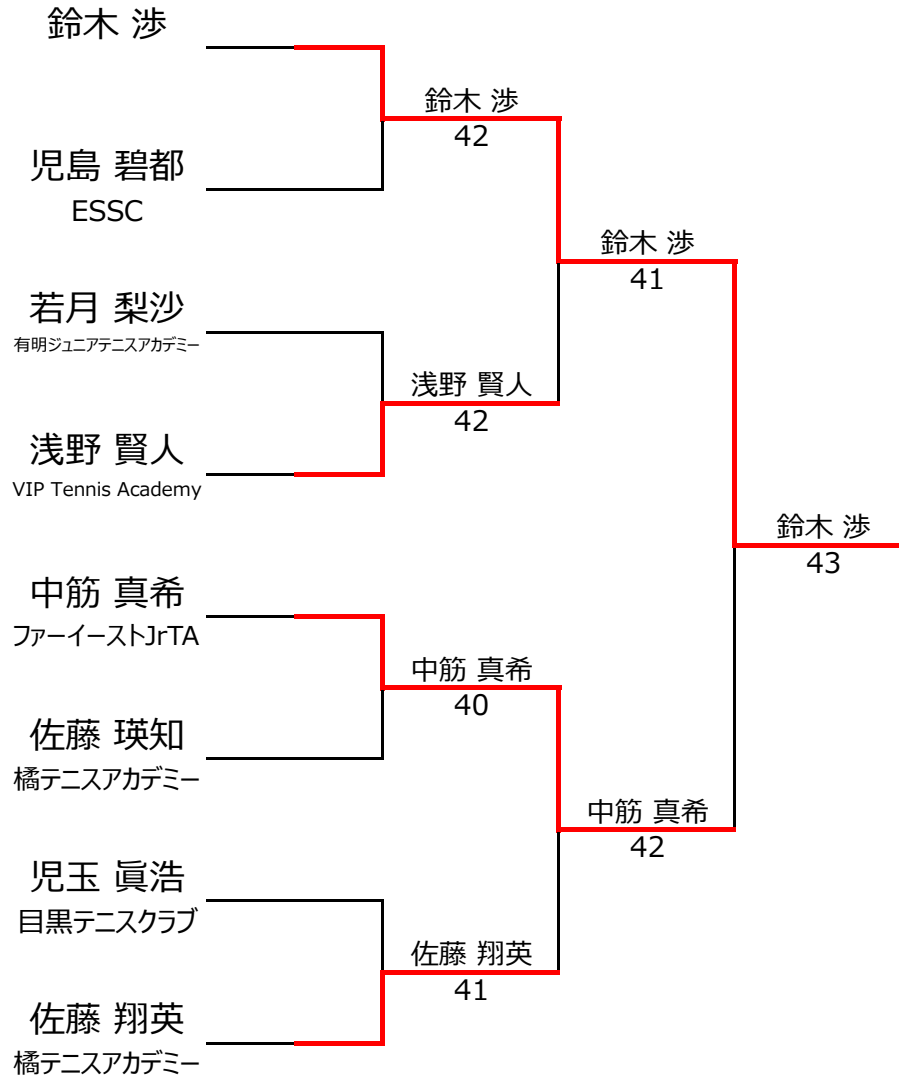 鈴木 渉
児島 碧都
ESSC
若月 梨沙
有明ジュニアテニスアカデミー
浅野 賢人
VIP Tennis Academy
中筋 真希
ファーイーストJrTA
佐藤 瑛知
橘テニスアカデミー
児玉 眞浩
目黒テニスクラブ
佐藤 翔英
橘テニスアカデミー
鈴木 渉
42
浅野 賢人
42
中筋 真希
40
佐藤 翔英
41
鈴木 渉
41
中筋 真希
42
鈴木 渉
43